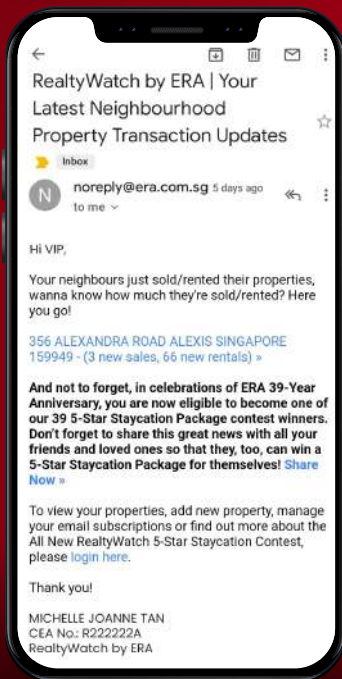 RealtyWatch by ERA | Your
Latest Neighbourhood
Property Transaction Updates
Inbox
N
noreply@era.com.sg 5 days ago
to me
Hi VIP,
Your neighbours just sold/rented their properties,
wanna know how much they're sold/rented? Here
you go!
356 ALEXANDRA ROAD ALEXIS SINGAPORE
159949 - (3 new sales, 66 new rentals) »
And not to forget, in celebrations of ERA 39-Year
Anniversary, you are now eligible to become one of
our 39 5-Star Staycation Package contest winners.
Don't forget to share this great news with all your
friends and loved ones so that they, too, can win a
5-Star Staycation Package for themselves! Share
Now »
To view your properties, add new property, manage
your email subscriptions or find out more about the
All New RealtyWatch 5-Star Staycation Contest,
please login here.
Thank you!
MICHELLE JOANNE TAN
CEA No.: R222222A
RealtyWatch by ERA